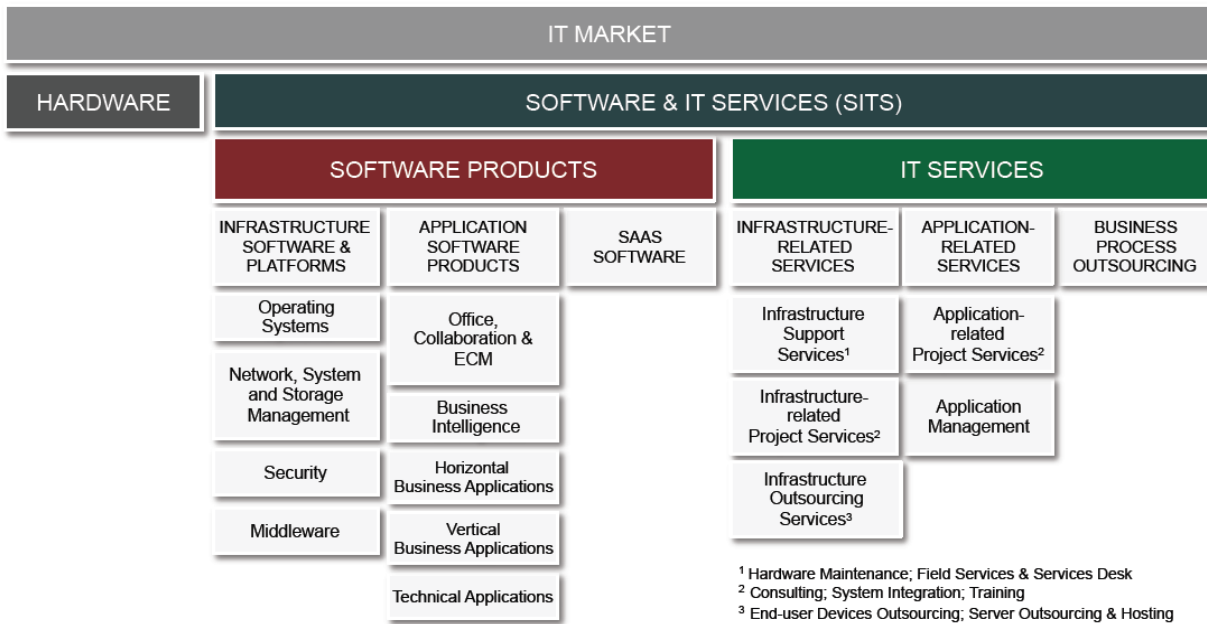 IT MARKET
HARDWARE
SOFTWARE & IT SERVICES (SITS)
SOFTWARE PRODUCTS
IT SERVICES
INFRASTRUCTURE
SOFTWARE &
PLATFORMS
APPLICATION
SOFTWARE
PRODUCTS
SAAS
SOFTWARE
INFRASTRUCTURE-
RELATED
SERVICES
APPLICATION-
RELATED
SERVICES
BUSINESS
PROCESS
OUTSOURCING
Operating
Systems
Network, System
and Storage
Management
Security
Middleware
Office,
Collaboration &
ECM
Business
Intelligence
Horizontal
Business Applications
Vertical
Business Applications
Technical Applications
Infrastructure
Support
Services¹
Infrastructure-
related
Project Services²
Infrastructure
Outsourcing
Services³
Application-
related
Project Services²
Application
Management
¹ Hardware Maintenance; Field Services & Services Desk
² Consulting; System Integration; Training
³ End-user Devices Outsourcing; Server Outsourcing & Hosting